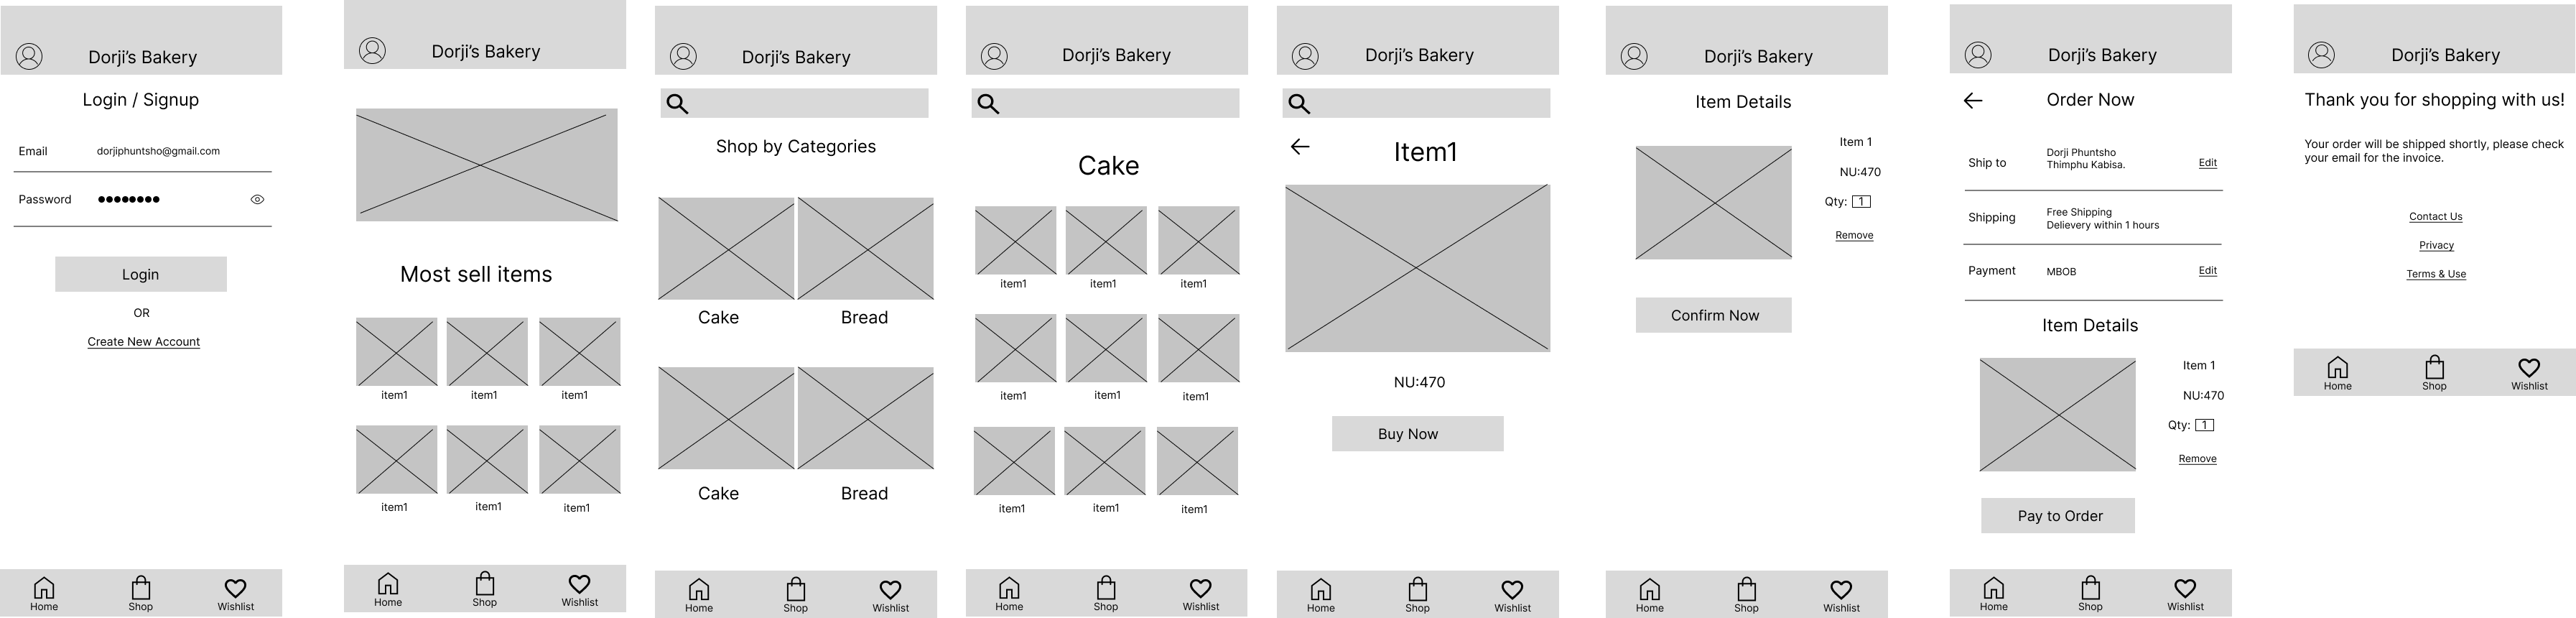 Dorji's Bakery
Login / Signup
Email dorjiphuntsho@gmail.com
Password ●●●●●●●●
Login
OR
Create New Account
Home Shop Wishlist
Dorji's Bakery
Most sell items
item1 item1 item1
item1 item1 item1
Home Shop Wishlist
Dorji's Bakery
Shop by Categories
Cake Bread
Cake Bread
Home Shop Wishlist
Dorji's Bakery
Cake
item1 item1 item1
item1 item1 item1
item1 item1 item1
Home Shop Wishlist
Dorji's Bakery
Item1
NU:470
Buy Now
Home Shop Wishlist
Dorji's Bakery
Item Details
Item 1
NU:470
Qty: 1
Remove
Confirm Now
Home Shop Wishlist
Dorji's Bakery
Order Now
Ship to Dorji Phuntsho
Thimphu Kabisa. Edit
Shipping Free Shipping
Delievery within 1 hours
Payment MBOB Edit
Item Details
Item 1
NU:470
Qty: 1
Remove
Pay to Order
Home Shop Wishlist
Dorji's Bakery
Thank you for shopping with us!
Your order will be shipped shortly, please check
your email for the invoice.
Contact Us
Privacy
Terms & Use
Home Shop Wishlist